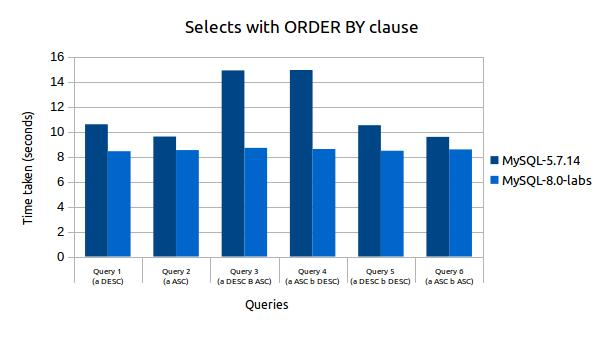 Selects with ORDER BY clause
Time taken (seconds)
16
14
12
10
8
6
4
2
0
Query 1
(a DESC)
Query 2
(a ASC)
Query 3
(a DESC B ASC)
Query 4
(a ASC b DESC)
Query 5
(a DESC b DESC)
Query 6
(a ASC b ASC)
Queries
MySQL-5.7.14
MySQL-8.0-labs